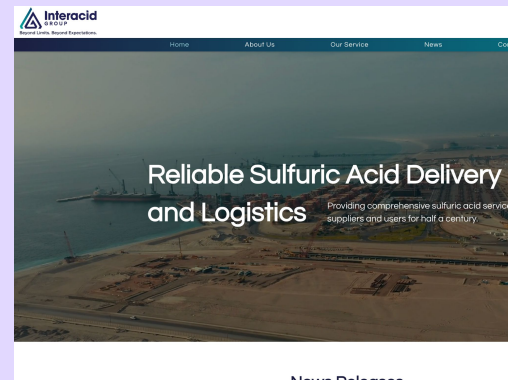 Interacid
GROUP
Beyond Limits. Beyond Expectations.
Home About Us Our Service News
Reliable Sulfuric Acid Delivery
and Logistics
Providing comprehensive sulfuric acid
suppliers and users for half a century.
News Releases